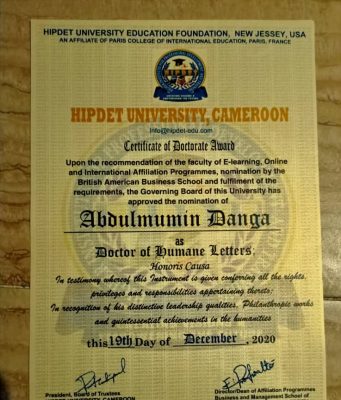 HIPDET UNIVERSITY EDUCATION FOUNDATION, NEW JERSEY, USA
AN AFFILIATE OF PARIS COLLEGE OF INTERNATIONAL EDUCATION, PARIS, FRANCE
HIPDET UNIVERSITY, CAMEROON
Info@hipdet-edu.com
Certificate of Doctorate Award
Upon the recommendation of the faculty of E-learning, Online
and International Affiliation Programmes, nomination by the
British American Business School and fulfilment of the
requirements, the Governing Board of this University has
approved the nomination of
Abdulmumin Danga
as
Doctor of Humane Letters,
Honoris Causa
In testimony whereof this Instrument is given conferring all the rights,
privileges and responsibilities appertaining thereto;
In recognition of his distinctive leadership qualities, Philanthropic works
and quintessential achievements in the humanities
this 19th Day of December, 2020
President, Board of Trustees
HIPDET UNIVERSITY, CAMEROON
Director/Dean of Affiliation Programmes
Business and Management School of